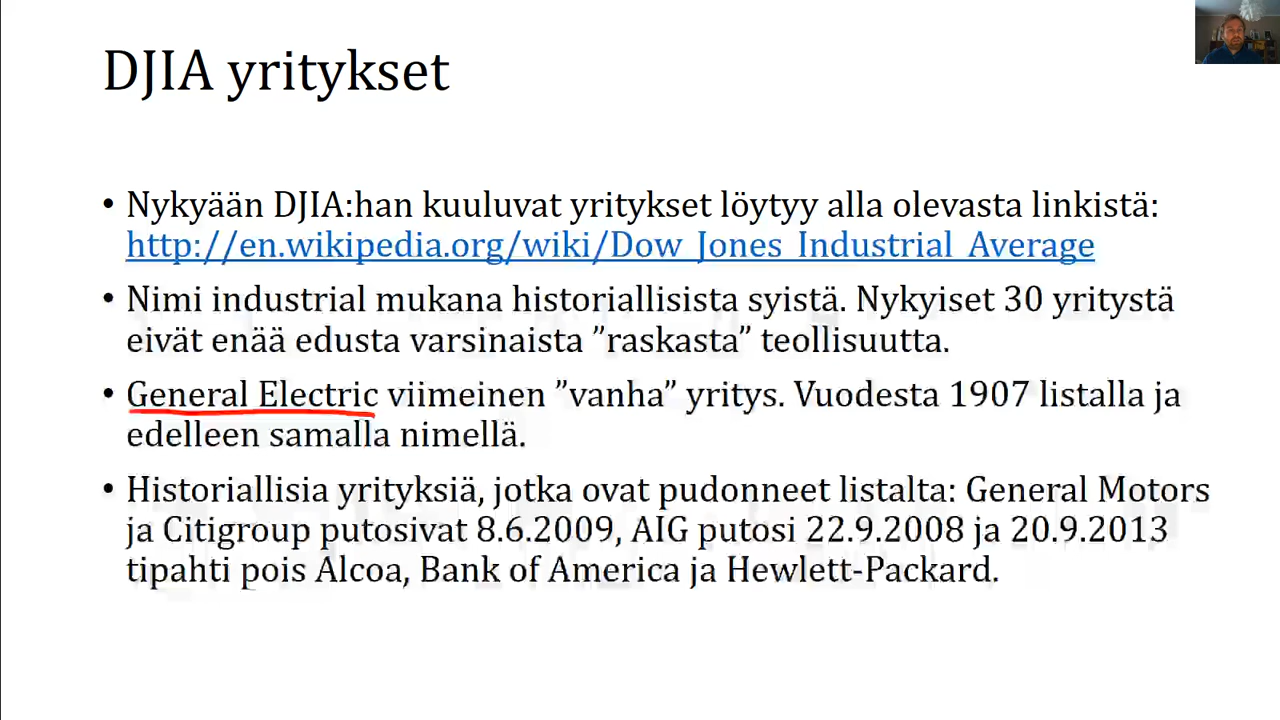 DJIA yritykset
• Nykyään DJIA:han kuuluvat yritykset löytyy alla olevasta linkistä:
http://en.wikipedia.org/wiki/Dow_Jones_Industrial_Average
• Nimi industrial mukana historiallisista syistä. Nykyiset 30 yritystä
eivät enää edusta varsinaista ”raskasta” teollisuutta.
• General Electric viimeinen ”vanha” yritys. Vuodesta 1907 listalla ja
edelleen samalla nimellä.
• Historiallisia yrityksiä, jotka ovat pudonneet listalta: General Motors
ja Citigroup putosivat 8.6.2009, AIG putosi 22.9.2008 ja 20.9.2013
tipahti pois Alcoa, Bank of America ja Hewlett-Packard.